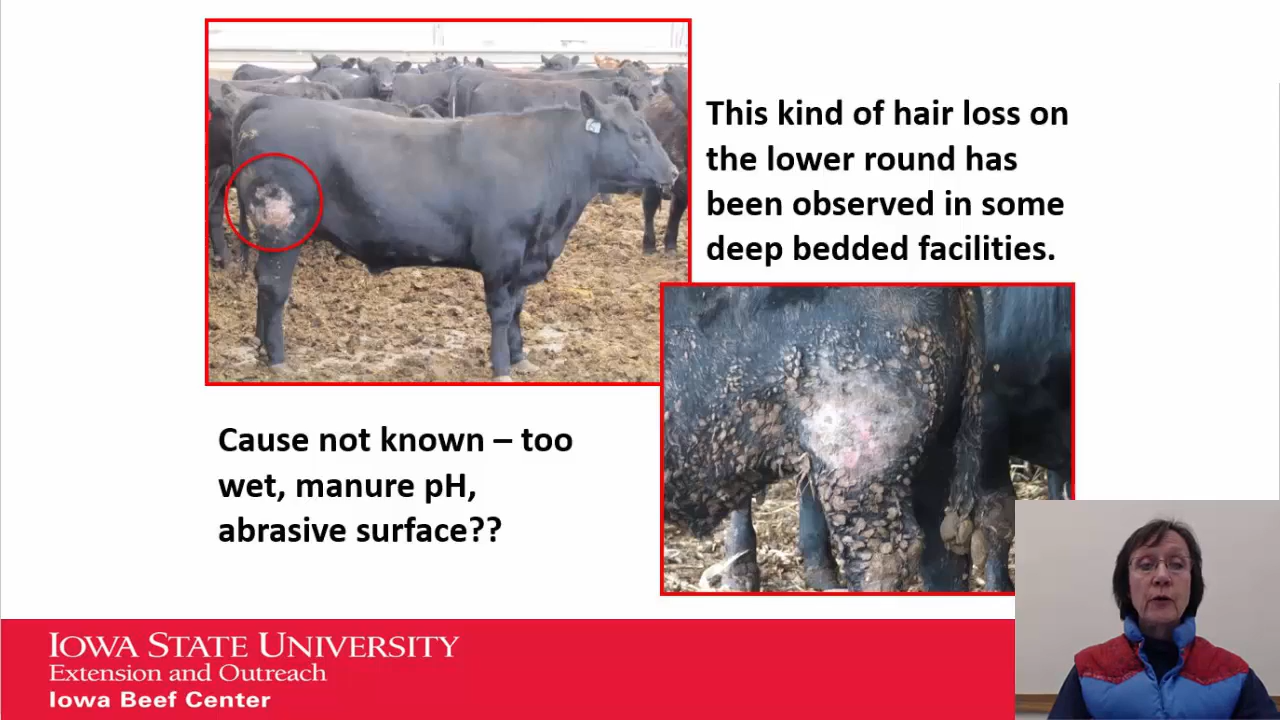 This kind of hair loss on
the lower round has
been observed in some
deep bedded facilities.
Cause not known – too
wet, manure pH,
abrasive surface??
IOWA STATE UNIVERSITY
Extension and Outreach
Iowa Beef Center